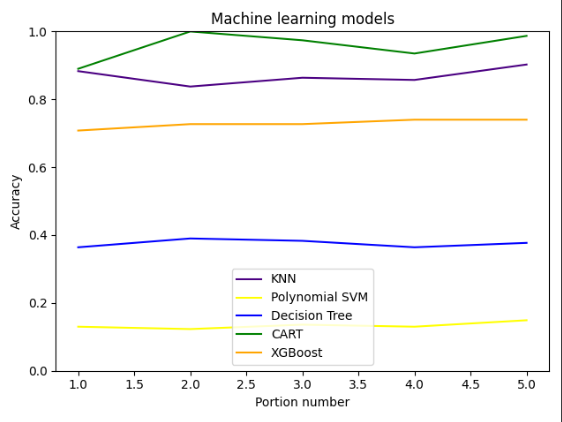 Machine learning models
1.0
0.8
0.6
0.4
0.2
0.0
Accuracy
KNN
Polynomial SVM
Decision Tree
CART
XGBoost
1.0 1.5 2.0 2.5 3.0 3.5 4.0 4.5 5.0
Portion number